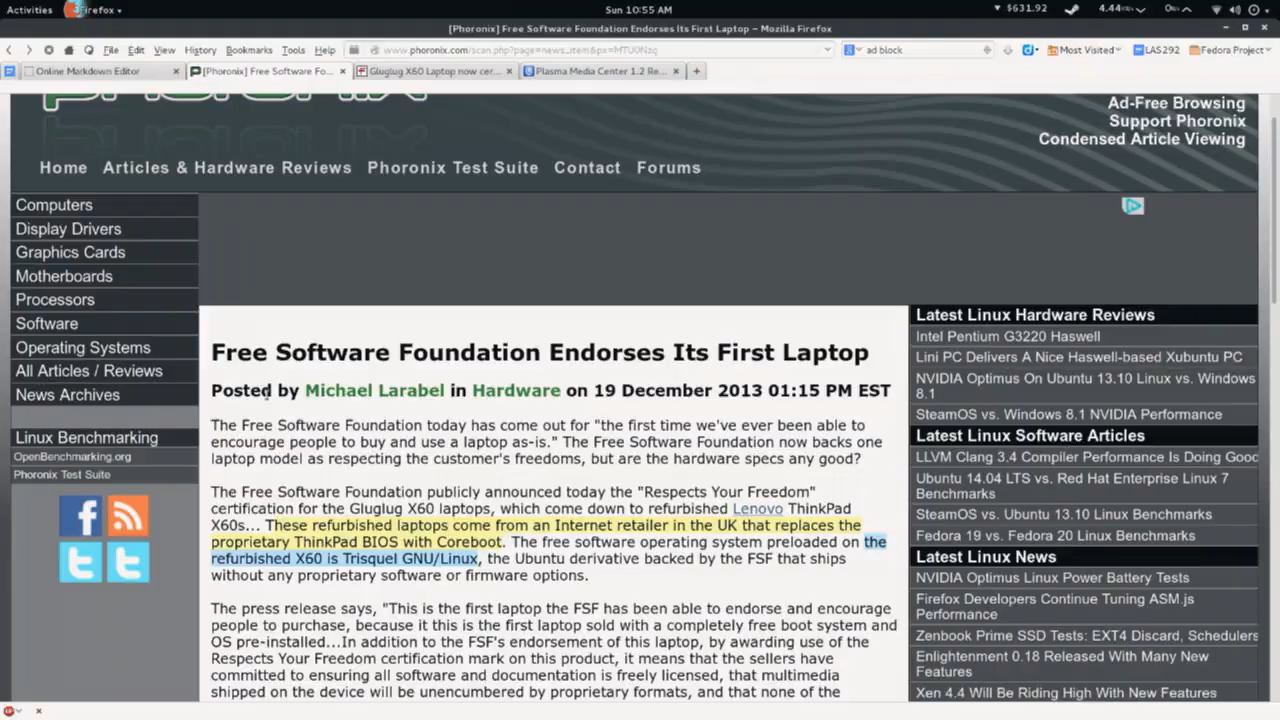 Activities
Firefox
Sun 10:55 AM
$631.92
4.44
0
[Phoronix] Free Software Foundation Endorses Its First Laptop - Mozilla Firefox
File Edit View History Bookmarks Tools Help
www.phoronix.com/scan.php?page=news_item&px=MTU0Nzg
ad block
Most Visited
LAS292
Fedora Project
Online Markdown Editor
[Phoronix] Free Software Fo...
Gluglug X60 Laptop now cer...
Plasma Media Center 1.2 Re...
Ad-Free Browsing
Support Phoronix
Condensed Article Viewing
Home Articles & Hardware Reviews Phoronix Test Suite Contact Forums
Computers
Display Drivers
Graphics Cards
Motherboards
Processors
Software
Operating Systems
All Articles / Reviews
News Archives
Linux Benchmarking
OpenBenchmarking.org
Phoronix Test Suite
Free Software Foundation Endorses Its First Laptop
Posted by Michael Larabel in Hardware on 19 December 2013 01:15 PM EST
The Free Software Foundation today has come out for "the first time we've ever been able to
encourage people to buy and use a laptop as-is." The Free Software Foundation now backs one
laptop model as respecting the customer's freedoms, but are the hardware specs any good?
The Free Software Foundation publicly announced today the "Respects Your Freedom"
certification for the Gluglug X60 laptops, which come down to refurbished Lenovo ThinkPad
X60s... These refurbished laptops come from an Internet retailer in the UK that replaces the
proprietary ThinkPad BIOS with Coreboot. The free software operating system preloaded on the
refurbished X60 is Trisquel GNU/Linux, the Ubuntu derivative backed by the FSF that ships
without any proprietary software or firmware options.
The press release says, "This is the first laptop the FSF has been able to endorse and encourage
people to purchase, because it this is the first laptop sold with a completely free boot system and
OS pre-installed...In addition to the FSF's endorsement of this laptop, by awarding use of the
Respects Your Freedom certification mark on this product, it means that the sellers have
committed to ensuring all software and documentation is freely licensed, that multimedia
shipped on the device will be unencumbered by proprietary formats, and that none of the
Latest Linux Hardware Reviews
Intel Pentium G3220 Haswell
Lini PC Delivers A Nice Haswell-based Xubuntu PC
NVIDIA Optimus On Ubuntu 13.10 Linux vs. Windows
8.1
SteamOS vs. Windows 8.1 NVIDIA Performance
Latest Linux Software Articles
LLVM Clang 3.4 Compiler Performance Is Doing Good
Ubuntu 14.04 LTS vs. Red Hat Enterprise Linux 7
Benchmarks
SteamOS vs. Ubuntu 13.10 Linux Benchmarks
Fedora 19 vs. Fedora 20 Linux Benchmarks
Latest Linux News
NVIDIA Optimus Linux Power Battery Tests
Firefox Developers Continue Tuning ASM.js
Performance
Zenbook Prime SSD Tests: EXT4 Discard, Schedulers
Enlightenment 0.18 Released With Many New
Features
Xen 4.4 Will Be Riding High With New Features